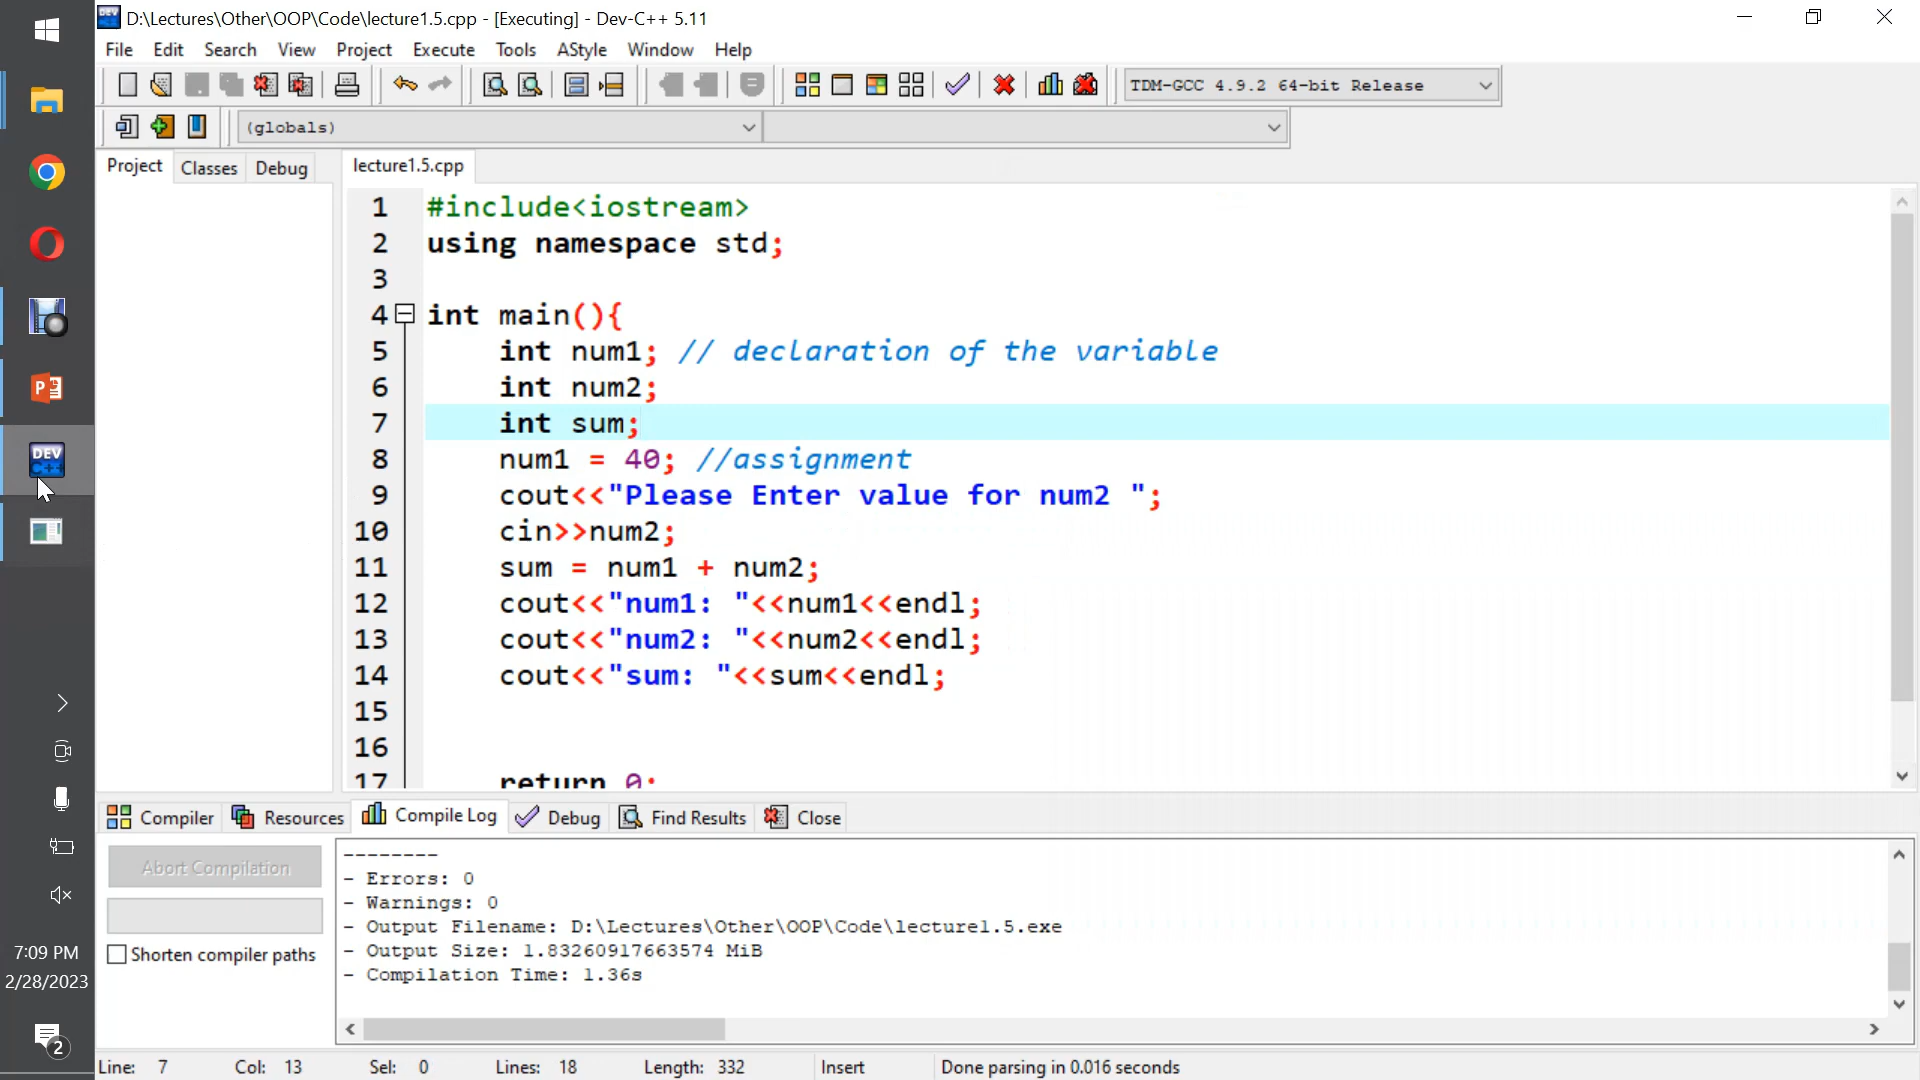 D:\Lectures\Other\OOP\Code\lecture1.5.cpp - [Executing] - Dev-C++ 5.11
File Edit Search View Project Execute Tools AStyle Window Help
TDM-GCC 4.9.2 64-bit Release
(globals)
Project Classes Debug lecture1.5.cpp
1 #include<iostream>
2 using namespace std;
3
4 int main(){
5 int num1; // declaration of the variable
6 int num2;
7 int sum;
8 num1 = 40; //assignment
9 cout<<"Please Enter value for num2 ";
10 cin>>num2;
11 sum = num1 + num2;
12 cout<<"num1: "<<num1<<endl;
13 cout<<"num2: "<<num2<<endl;
14 cout<<"sum: "<<sum<<endl;
15
16
17 return 0;
Compiler Resources Compile Log Debug Find Results Close
Abort Compilation
Shorten compiler paths
--------
- Errors: 0
- Warnings: 0
- Output Filename: D:\Lectures\Other\OOP\Code\lecture1.5.exe
- Output Size: 1.83260917663574 MiB
- Compilation Time: 1.36s
Line: 7 Col: 13 Sel: 0 Lines: 18 Length: 332 Insert Done parsing in 0.016 seconds
DEV C++
7:09 PM
2/28/2023
2